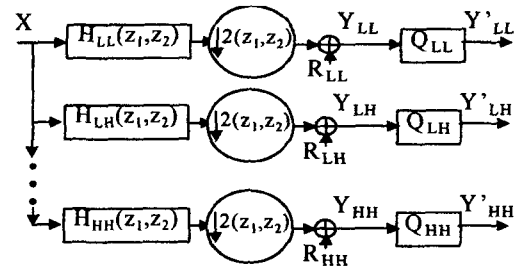 X H_LL(z₁,z₂) ↓2(z₁,z₂) Y_LL Q_LL Y'_LL
R_LL
H_LH(z₁,z₂) ↓2(z₁,z₂) Y_LH Q_LH Y'_LH
R_LH
H_HH(z₁,z₂) ↓2(z₁,z₂) Y_HH Q_HH Y'_HH
R_HH